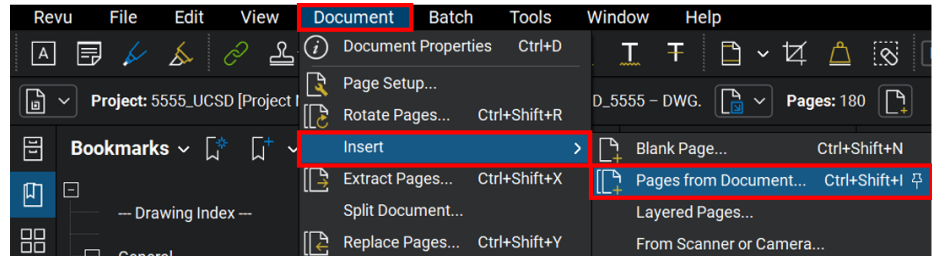 Revu File Edit View Document Batch Tools Window Help
A Document Properties Ctrl+D T T
Page Setup...
Project: 5555_UCSD [Project D_5555 – DWG. Pages: 180
Rotate Pages... Ctrl+Shift+R
Bookmarks Insert Blank Page... Ctrl+Shift+N
Extract Pages... Ctrl+Shift+X Pages from Document... Ctrl+Shift+I
--- Drawing Index --- Split Document... Layered Pages...
General Replace Pages... Ctrl+Shift+Y From Scanner or Camera...